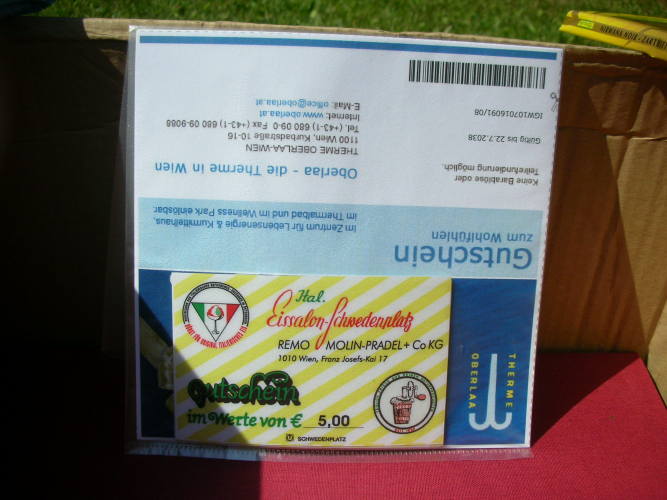 Gutschein
zum Wohlfühlen
im Zentrum für Lebensenergie & Kurmittelhaus,
im Thermalbad und im Wellness Park einlösbar
Oberlaa - die Therme in Wien
THERME OBERLAA-WIEN
1100 Wien, Kurbadstraße 10-16
Tel. (+43-1) 680 09-0 Fax (+43-1) 680 09-9088
Internet: www.oberlaa.at
E-Mail: office@oberlaa.at
Keine Barablöse oder
Teilrefundierung möglich.
Gültig bis 22.7.2038
IGW1070160091/08
Ital.
Eissalon-Schwedenplatz
REMO MOLIN-PRADEL + Co KG
1010 Wien, Franz Josefs-Kai 17
Gutschein
im Werte von € 5,00
U SCHWEDENPLATZ
THERME
OBERLAA